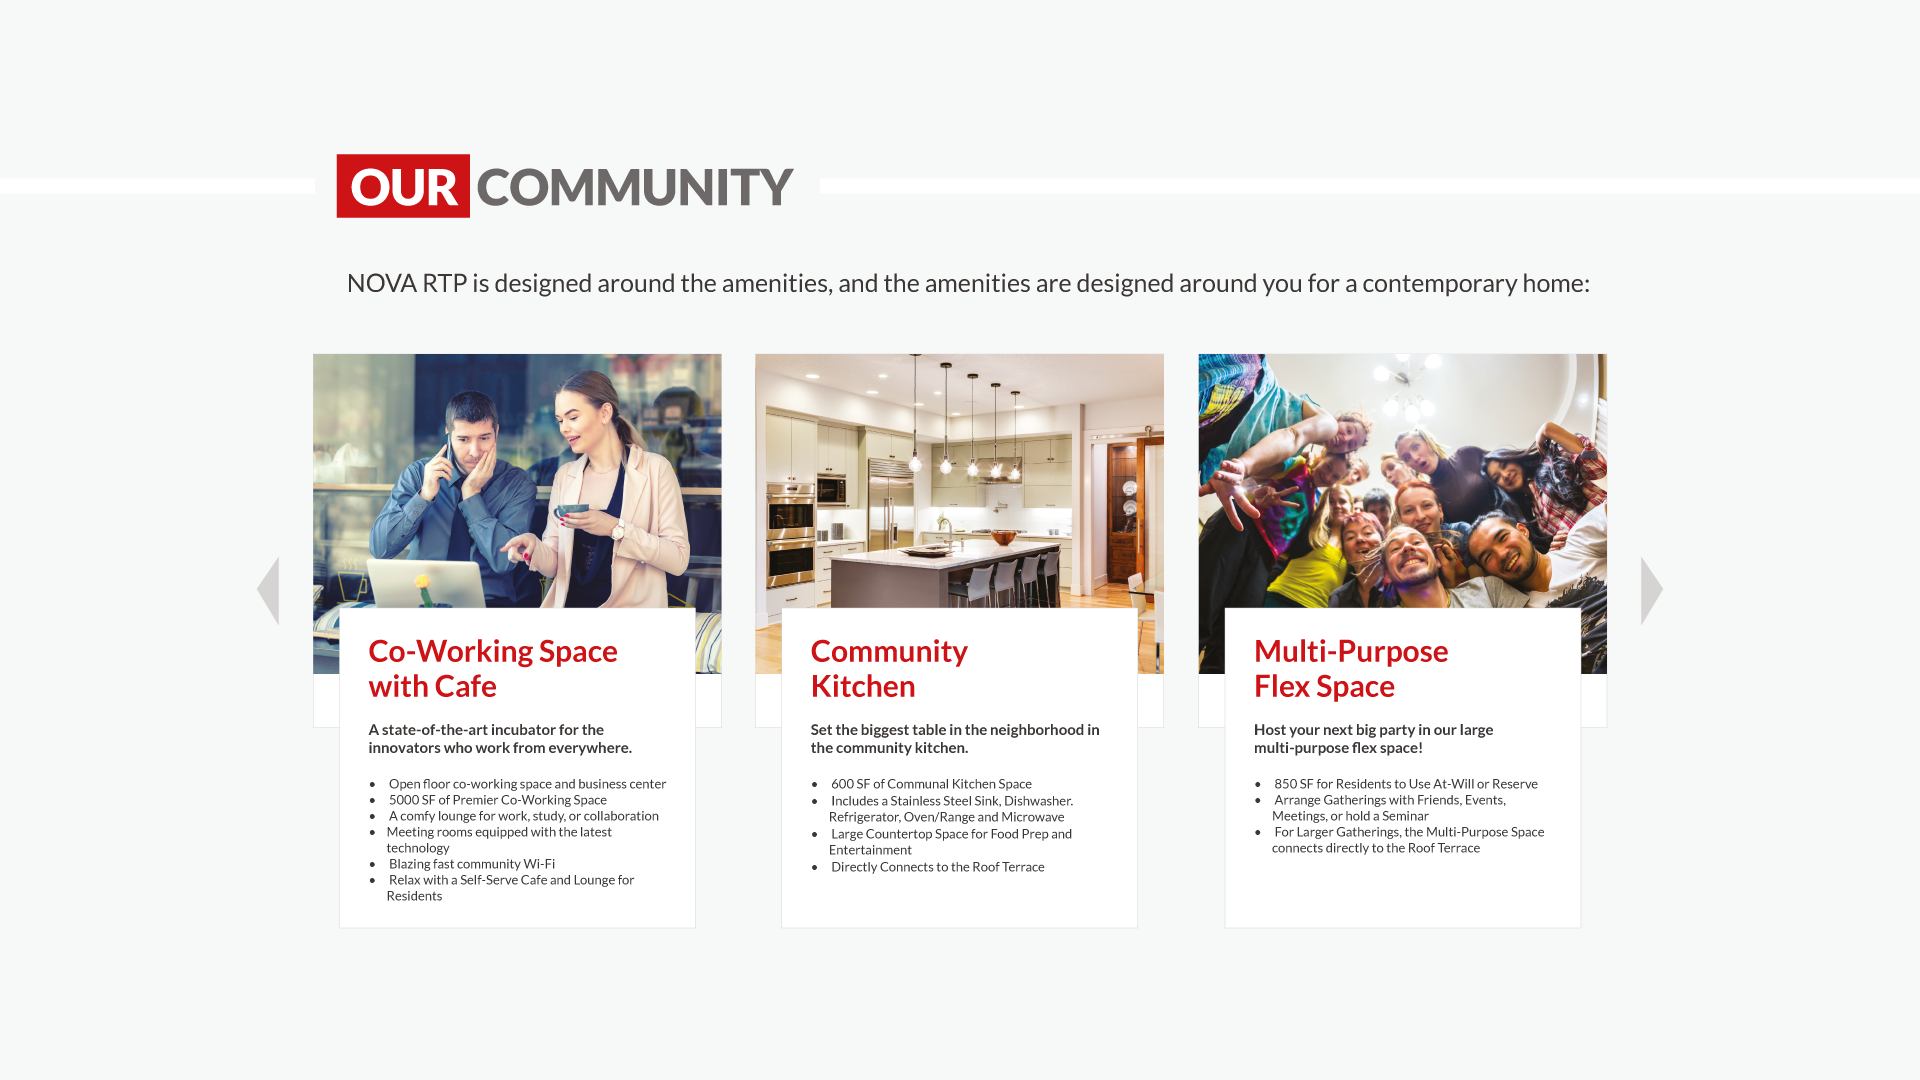 OUR COMMUNITY
NOVA RTP is designed around the amenities, and the amenities are designed around you for a contemporary home:
Co-Working Space
with Cafe
A state-of-the-art incubator for the
innovators who work from everywhere.
• Open floor co-working space and business center
• 5000 SF of Premier Co-Working Space
• A comfy lounge for work, study, or collaboration
• Meeting rooms equipped with the latest
technology
• Blazing fast community Wi-Fi
• Relax with a Self-Serve Cafe and Lounge for
Residents
Community
Kitchen
Set the biggest table in the neighborhood in
the community kitchen.
• 600 SF of Communal Kitchen Space
• Includes a Stainless Steel Sink, Dishwasher.
Refrigerator, Oven/Range and Microwave
• Large Countertop Space for Food Prep and
Entertainment
• Directly Connects to the Roof Terrace
Multi-Purpose
Flex Space
Host your next big party in our large
multi-purpose flex space!
• 850 SF for Residents to Use At-Will or Reserve
• Arrange Gatherings with Friends, Events,
Meetings, or hold a Seminar
• For Larger Gatherings, the Multi-Purpose Space
connects directly to the Roof Terrace